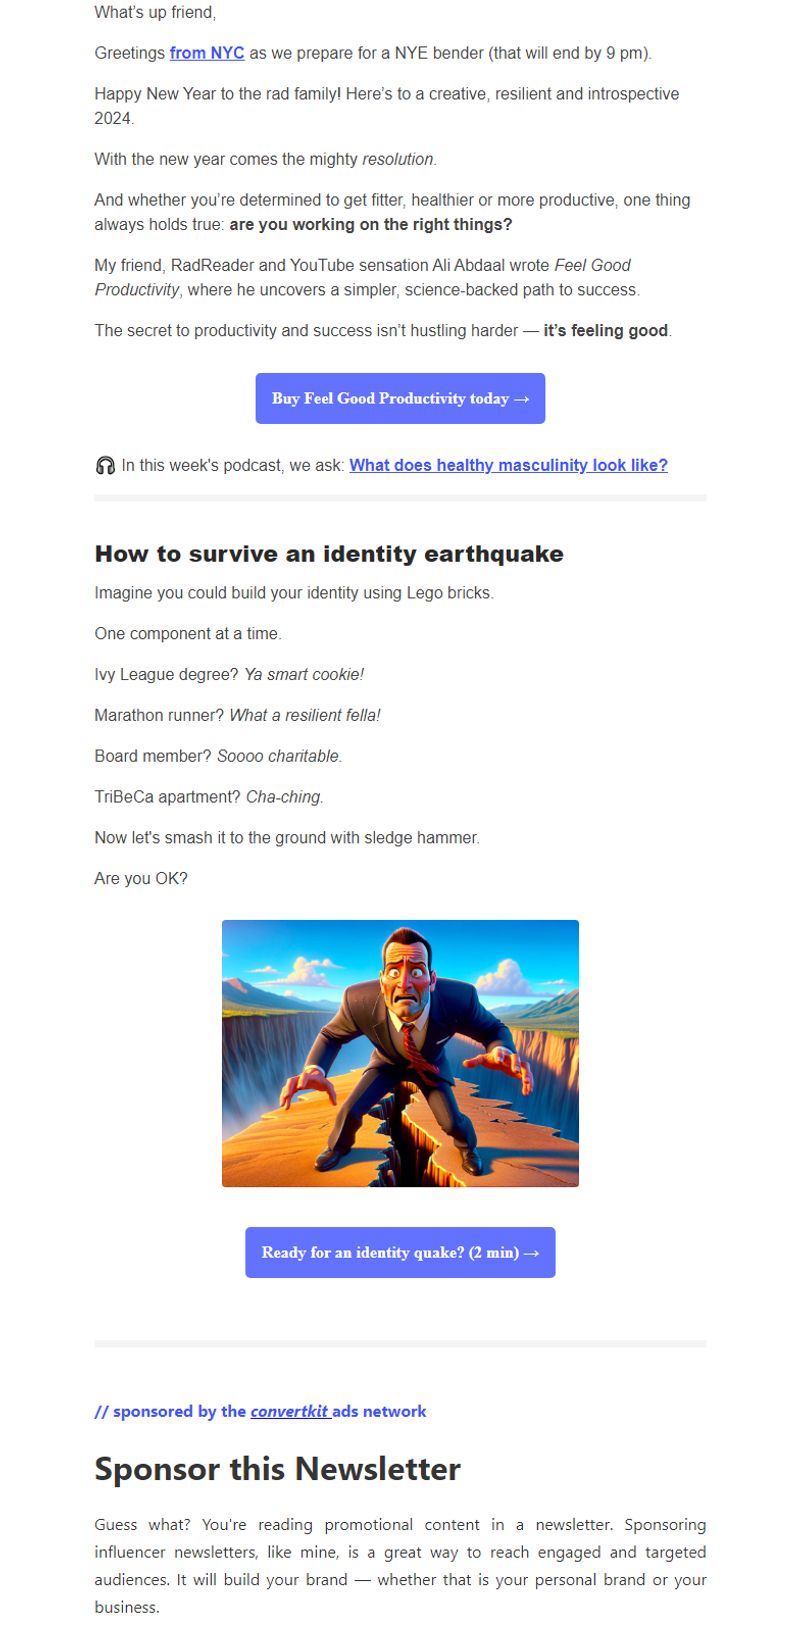 What’s up friend,
Greetings from NYC as we prepare for a NYE bender (that will end by 9 pm).
Happy New Year to the rad family! Here’s to a creative, resilient and introspective
2024.
With the new year comes the mighty resolution.
And whether you’re determined to get fitter, healthier or more productive, one thing
always holds true: are you working on the right things?
My friend, RadReader and YouTube sensation Ali Abdaal wrote Feel Good
Productivity, where he uncovers a simpler, science-backed path to success.
The secret to productivity and success isn’t hustling harder — it’s feeling good.
Buy Feel Good Productivity today →
🎧 In this week's podcast, we ask: What does healthy masculinity look like?
How to survive an identity earthquake
Imagine you could build your identity using Lego bricks.
One component at a time.
Ivy League degree? Ya smart cookie!
Marathon runner? What a resilient fella!
Board member? Soooo charitable.
TriBeCa apartment? Cha-ching.
Now let's smash it to the ground with sledge hammer.
Are you OK?
Ready for an identity quake? (2 min) →
// sponsored by the convertkit ads network
Sponsor this Newsletter
Guess what? You're reading promotional content in a newsletter. Sponsoring
influencer newsletters, like mine, is a great way to reach engaged and targeted
audiences. It will build your brand — whether that is your personal brand or your
business.